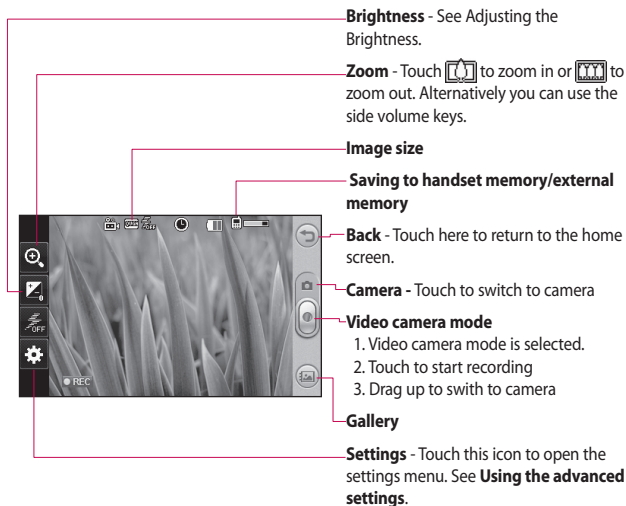 Brightness - See Adjusting the
Brightness.
Zoom - Touch to zoom in or to
zoom out. Alternatively you can use the
side volume keys.
Image size
Saving to handset memory/external
memory
Back - Touch here to return to the home
screen.
Camera - Touch to switch to camera
Video camera mode
1. Video camera mode is selected.
2. Touch to start recording
3. Drag up to swith to camera
Gallery
Settings - Touch this icon to open the
settings menu. See Using the advanced
settings.
OFF
0
OFF
REC